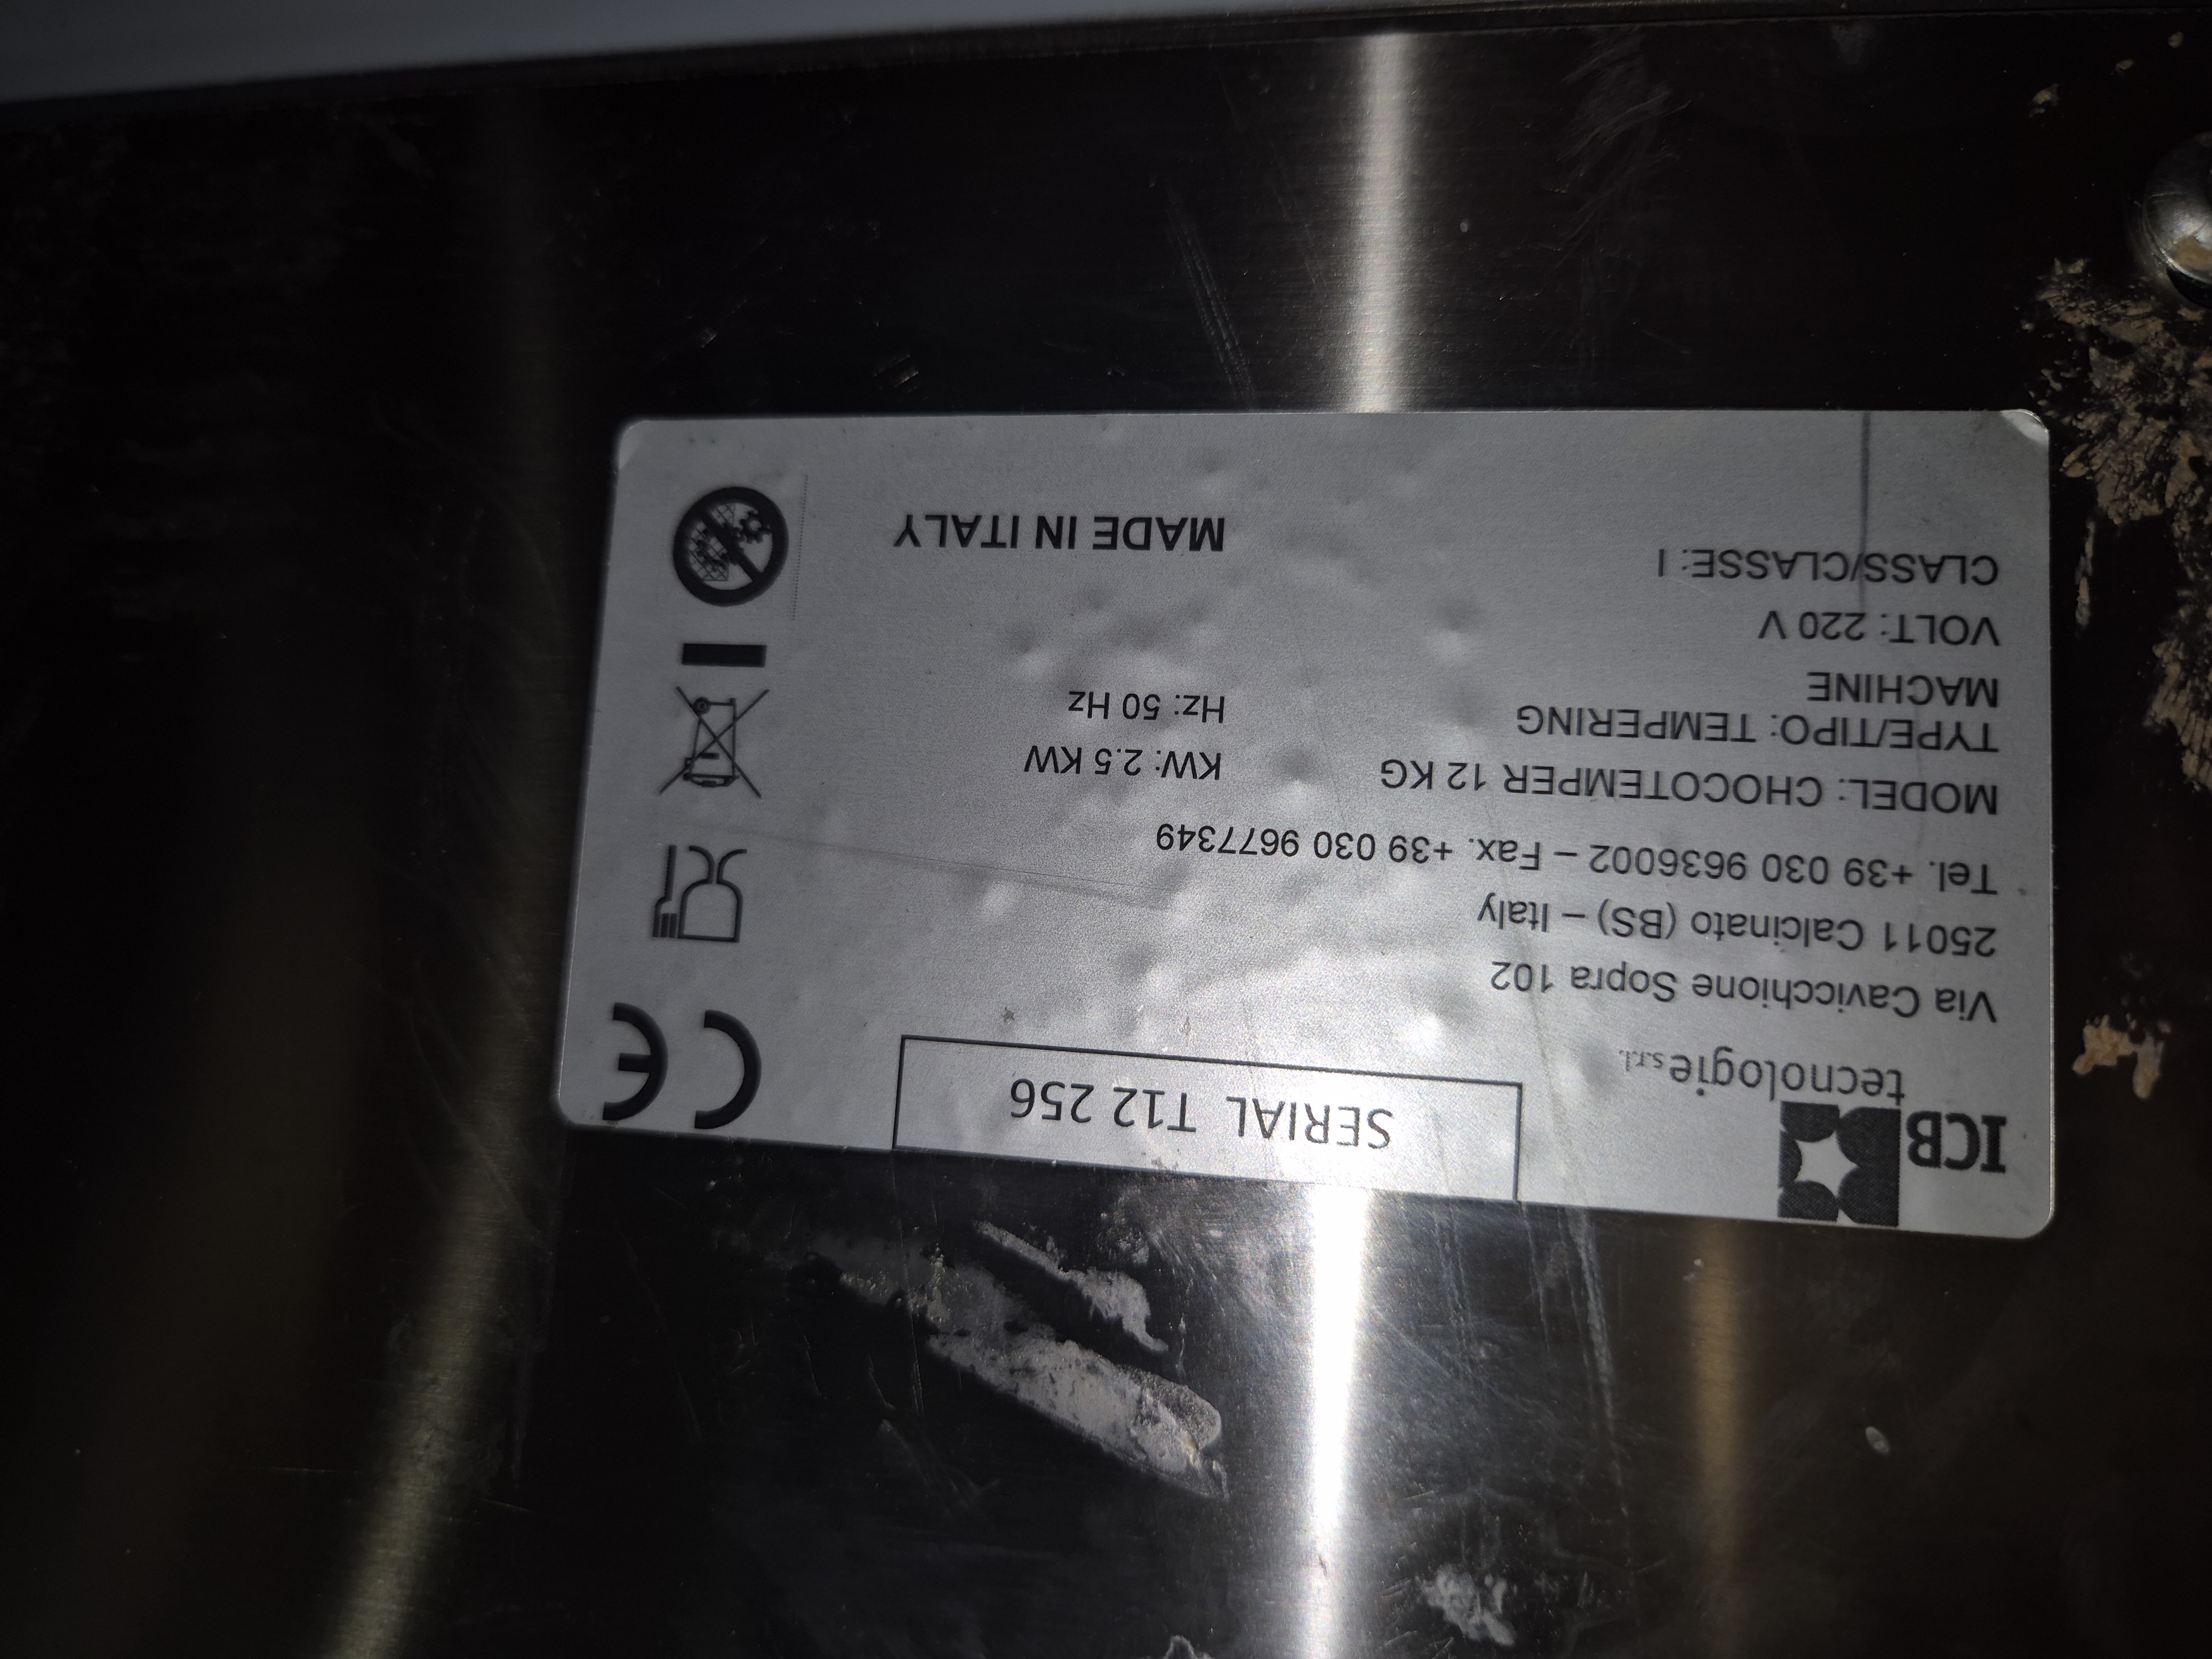 ICB
tecnologie s.r.l.
SERIAL T12 256
CE
Via Cavicchione Sopra 102
25011 Calcinato (BS) – Italy
Tel. +39 030 9636002 – Fax. +39 030 9677349
MODEL: CHOCOTEMPER 12 KG
KW: 2.5 KW
TYPE/TIPO: TEMPERING
MACHINE
Hz: 50 Hz
VOLT: 220 V
CLASS/CLASSE: I
MADE IN ITALY